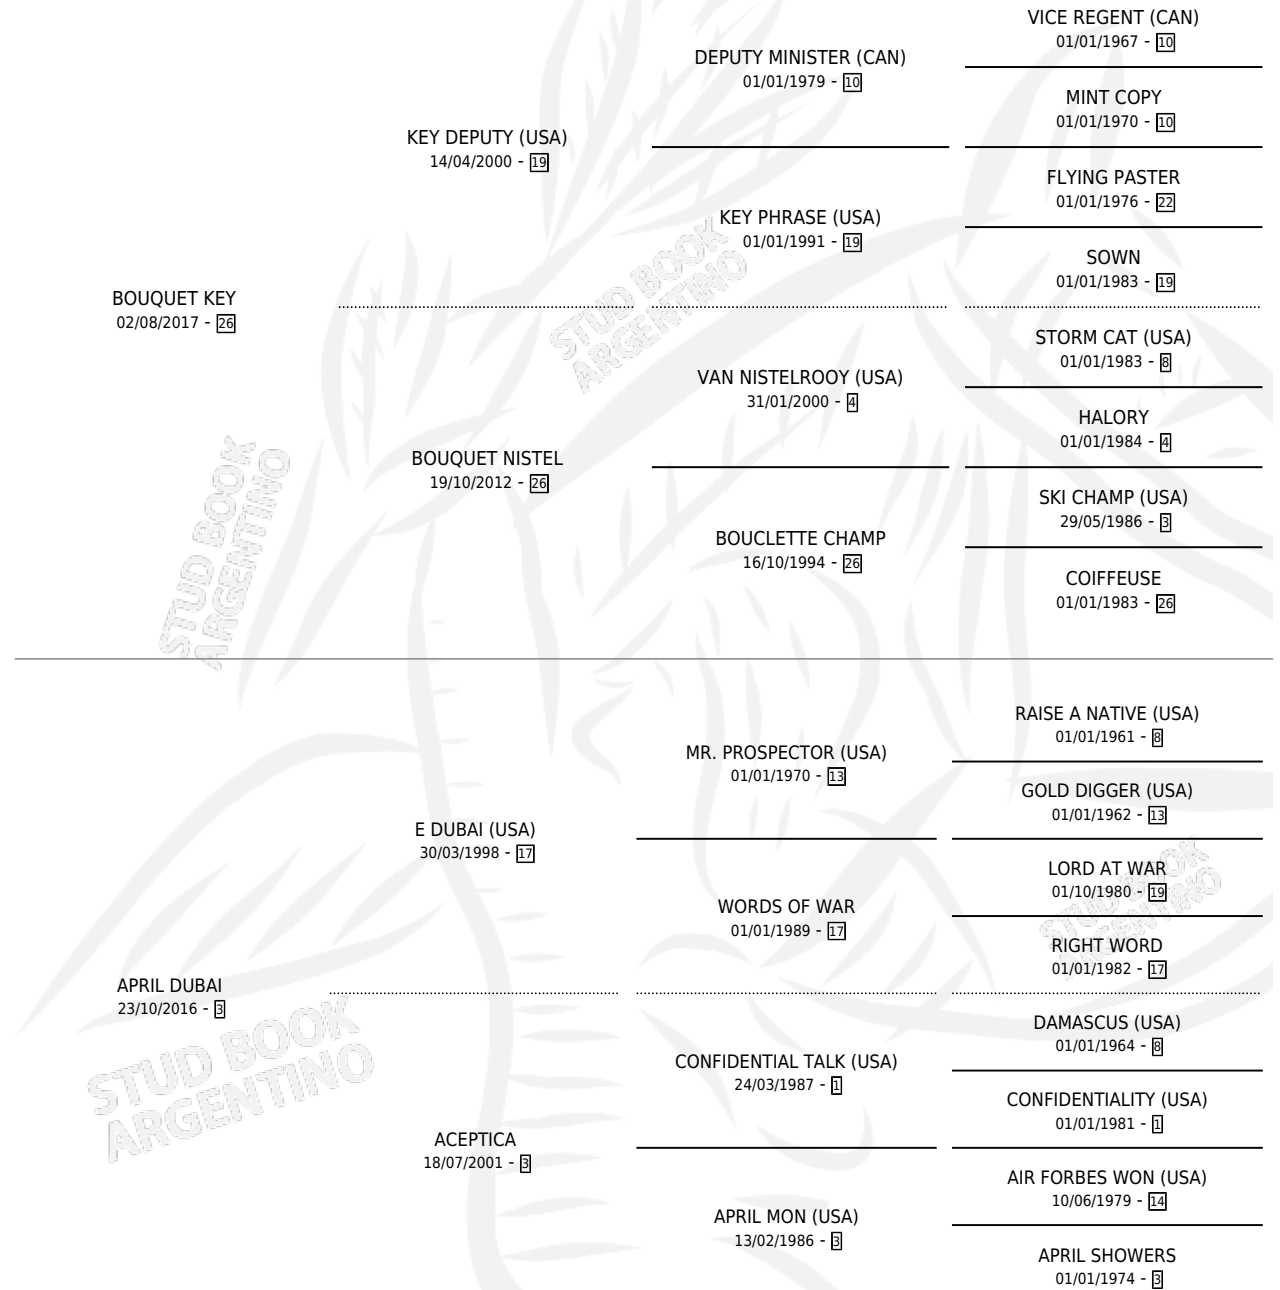 VICE REGENT (CAN)
01/01/1967 - 10
DEPUTY MINISTER (CAN)
01/01/1979 - 10
MINT COPY
01/01/1970 - 10
KEY DEPUTY (USA)
14/04/2000 - 19
FLYING PASTER
01/01/1976 - 22
KEY PHRASE (USA)
01/01/1991 - 19
SOWN
01/01/1983 - 19
BOUQUET KEY
02/08/2017 - 26
STUD BOOK
ARGENTINO
STORM CAT (USA)
01/01/1983 - 8
VAN NISTELROOY (USA)
31/01/2000 - 4
HALORY
01/01/1984 - 4
BOUQUET NISTEL
19/10/2012 - 26
SKI CHAMP (USA)
29/05/1986 - 3
BOUCLETTE CHAMP
16/10/1994 - 26
COIFFEUSE
01/01/1983 - 26
STUD BOOK
ARGENTINO
RAISE A NATIVE (USA)
01/01/1961 - 8
MR. PROSPECTOR (USA)
01/01/1970 - 13
GOLD DIGGER (USA)
01/01/1962 - 13
E DUBAI (USA)
30/03/1998 - 17
LORD AT WAR
01/10/1980 - 19
WORDS OF WAR
01/01/1989 - 17
STUD BOOK
ARGENTINO
RIGHT WORD
01/01/1982 - 17
APRIL DUBAI
23/10/2016 - 3
STUD BOOK
ARGENTINO
DAMASCUS (USA)
01/01/1964 - 8
CONFIDENTIAL TALK (USA)
24/03/1987 - 1
CONFIDENTIALITY (USA)
01/01/1981 - 1
ACEPTICA
18/07/2001 - 3
AIR FORBES WON (USA)
10/06/1979 - 14
APRIL MON (USA)
13/02/1986 - 3
APRIL SHOWERS
01/01/1974 - 3